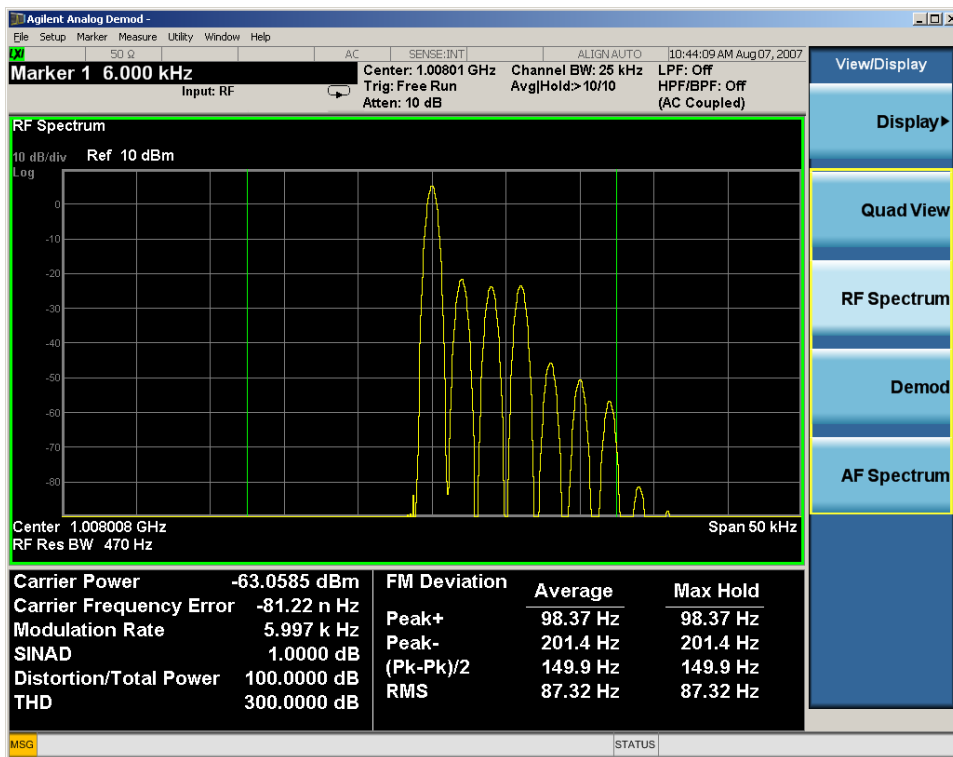 Agilent Analog Demod -
File Setup Marker Measure Utility Window Help
LXI 50 Ω AC SENSE:INT ALIGN AUTO 10:44:09 AM Aug 07, 2007
Marker 1 6.000 kHz
Input: RF
Center: 1.00801 GHz Channel BW: 25 kHz LPF: Off
Trig: Free Run Avg|Hold:>10/10 HPF/BPF: Off
Atten: 10 dB (AC Coupled)
RF Spectrum
10 dB/div Ref 10 dBm
Log
0
-10
-20
-30
-40
-50
-60
-70
-80
Center 1.008008 GHz Span 50 kHz
RF Res BW 470 Hz
Carrier Power -63.0585 dBm
Carrier Frequency Error -81.22 n Hz
Modulation Rate 5.997 k Hz
SINAD 1.0000 dB
Distortion/Total Power 100.0000 dB
THD 300.0000 dB
FM Deviation Average Max Hold
Peak+ 98.37 Hz 98.37 Hz
Peak- 201.4 Hz 201.4 Hz
(Pk-Pk)/2 149.9 Hz 149.9 Hz
RMS 87.32 Hz 87.32 Hz
MSG STATUS
View/Display
Display
Quad View
RF Spectrum
Demod
AF Spectrum